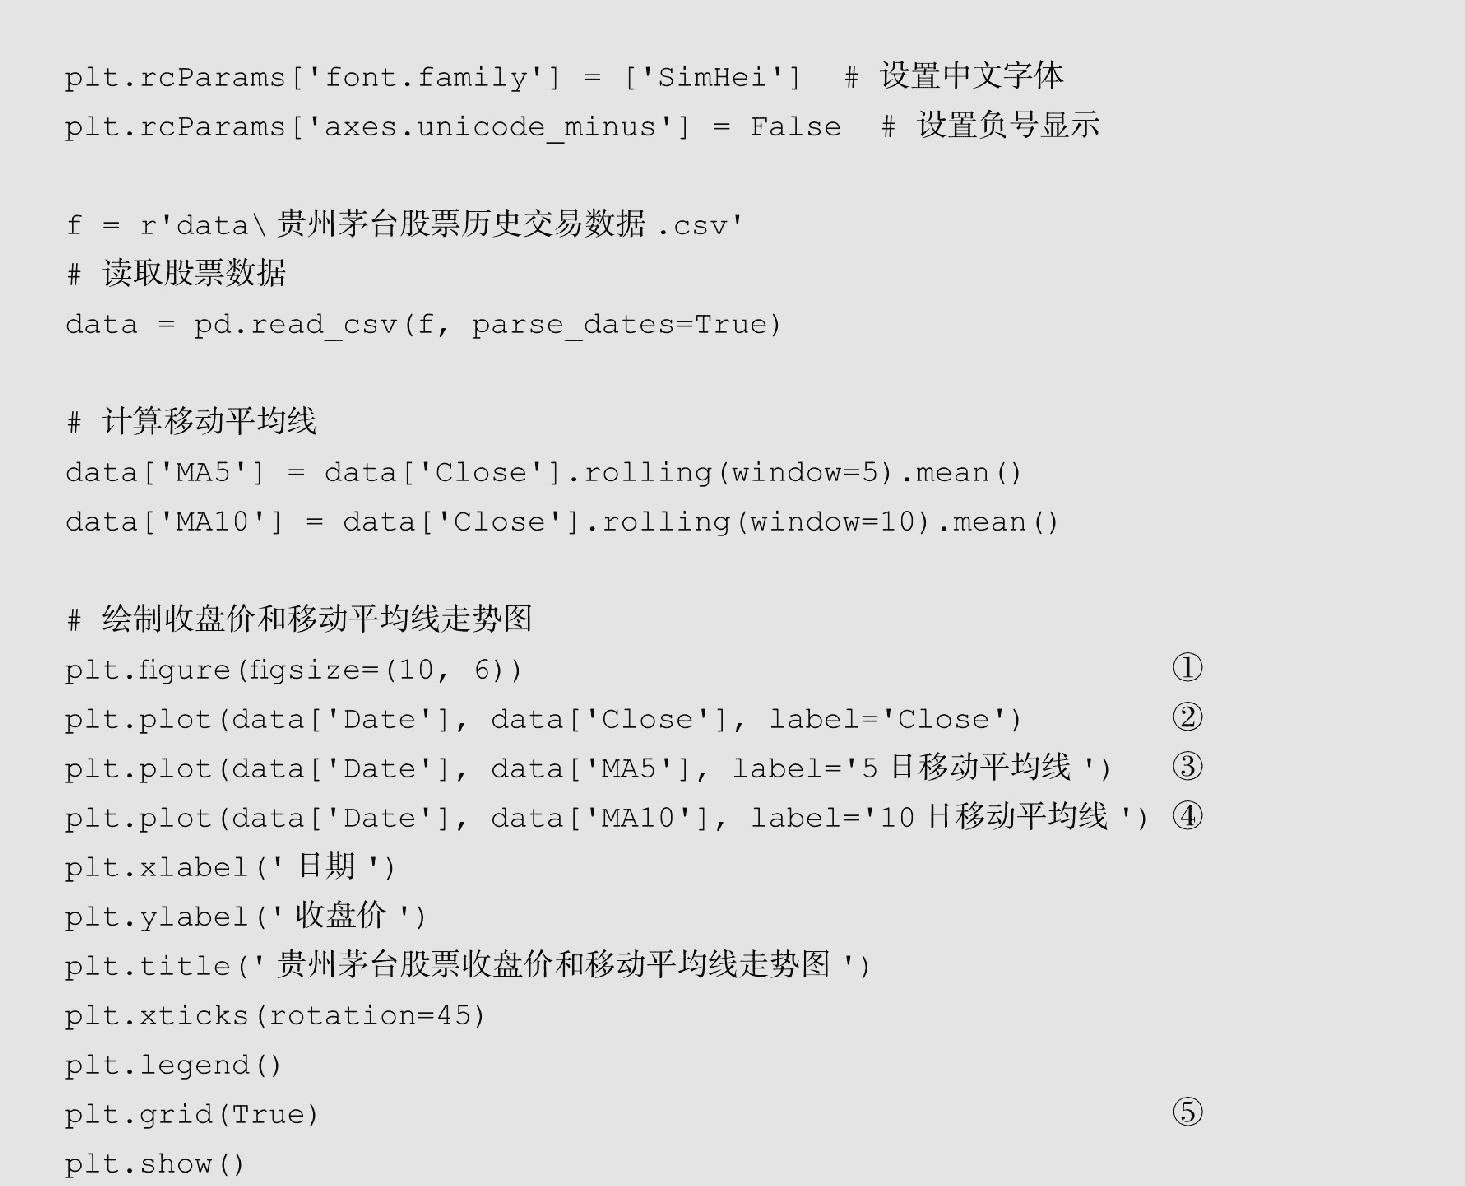 plt.rcParams['font.family'] = ['SimHei']  # 设置中文字体
plt.rcParams['axes.unicode_minus'] = False  # 设置负号显示
f = r'data\贵州茅台股票历史交易数据.csv'
# 读取股票数据
data = pd.read_csv(f, parse_dates=True)
# 计算移动平均线
data['MA5'] = data['Close'].rolling(window=5).mean()
data['MA10'] = data['Close'].rolling(window=10).mean()
# 绘制收盘价和移动平均线走势图
plt.figure(figsize=(10, 6)) ①
plt.plot(data['Date'], data['Close'], label='Close') ②
plt.plot(data['Date'], data['MA5'], label='5日移动平均线') ③
plt.plot(data['Date'], data['MA10'], label='10日移动平均线') ④
plt.xlabel('日期')
plt.ylabel('收盘价')
plt.title('贵州茅台股票收盘价和移动平均线走势图')
plt.xticks(rotation=45)
plt.legend()
plt.grid(True) ⑤
plt.show()